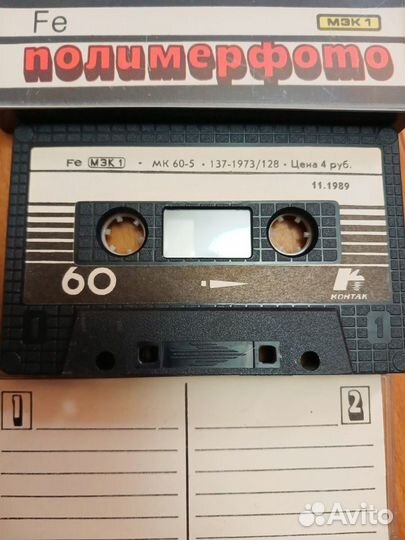 Fe МЭК 1
полимерфото
Fe МЭК 1 • МК 60-5 • 137-1973/128 • Цена 4 руб.
11.1989
60
КОНТАК
1 1
1 2
Avito